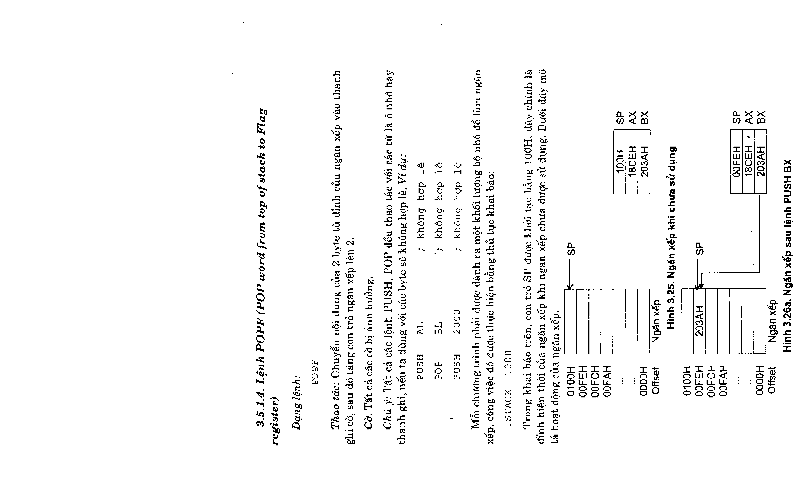 3.5.1.4. Lệnh POPF (POP word from top of stack to Flag
register)
Dạng lệnh:
POPF
Thao tác: Chuyển nội dung của 2 byte từ đỉnh của ngăn xếp vào thanh
ghi cờ, sau đó tăng con trỏ ngăn xếp lên 2.
Cờ. Tất cả các cờ bị ảnh hưởng.
Chú ý: Tất cả các lệnh PUSH, POP đều thao tác với các từ là ô nhớ hay
thanh ghi, nếu ta dùng với các byte sẽ không hợp lệ. Ví dụ:
PUSH AL ; không hợp lệ
POP BL ; không hợp lệ
PUSH ; không hợp lệ
Mỗi chương trình phải được dành ra một khối lượng bộ nhớ để làm ngăn
xếp, công việc đó được thực hiện bằng thủ tục khai báo.
.STACK 100H
Trong khai báo trên, con trỏ SP được khởi tạo bằng 100H, đây chính là
đỉnh hiện thời của ngăn xếp khi ngăn xếp chưa được sử dụng. Dưới đây mô
tả hoạt động của ngăn xếp.
0100H SP 100H SP
00FEH 18CEH AX
00FCH 203AH BX
00FAH
...
0000H
Offset Ngăn xếp
Hình 3.25. Ngăn xếp khi chưa sử dụng
0100H 00FEH SP
00FEH 203AH SP 18CEH AX
00FCH 203AH BX
00FAH
...
0000H
Offset Ngăn xếp
Hình 3.26a. Ngăn xếp sau lệnh PUSH BX